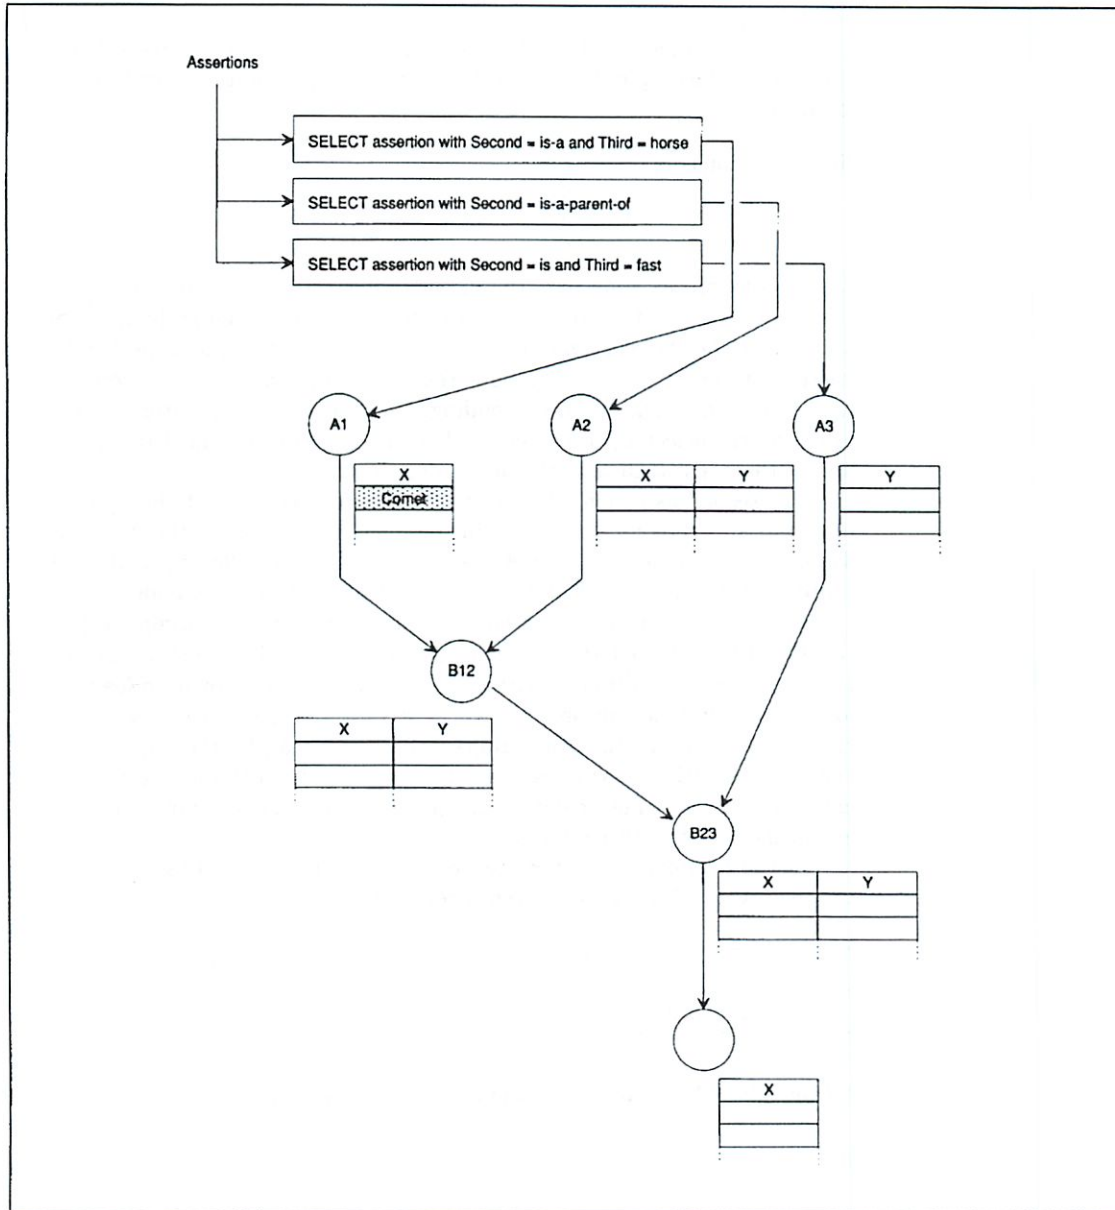 Assertions
SELECT assertion with Second = is-a and Third = horse
SELECT assertion with Second = is-a-parent-of
SELECT assertion with Second = is and Third = fast
A1
A2
A3
X
Comet
X Y
Y
B12
X Y
B23
X Y
X